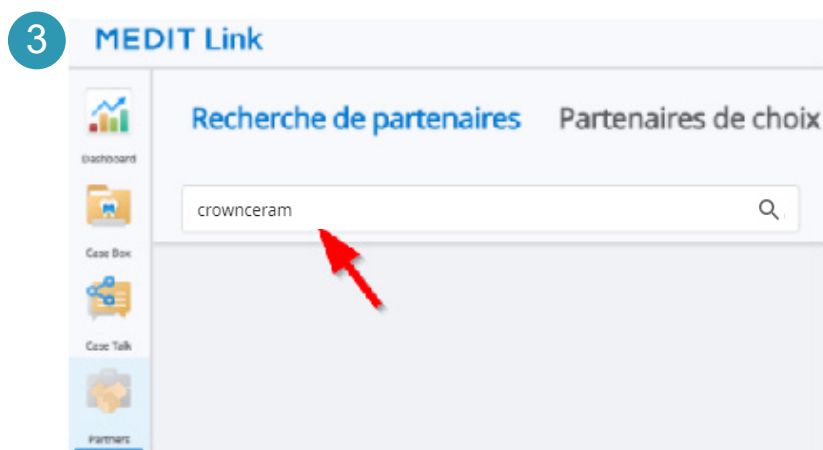 3
MEDIT Link
Recherche de partenaires Partenaires de choix
Dashboard
crownceram
Case Box
Case Talk
Partners